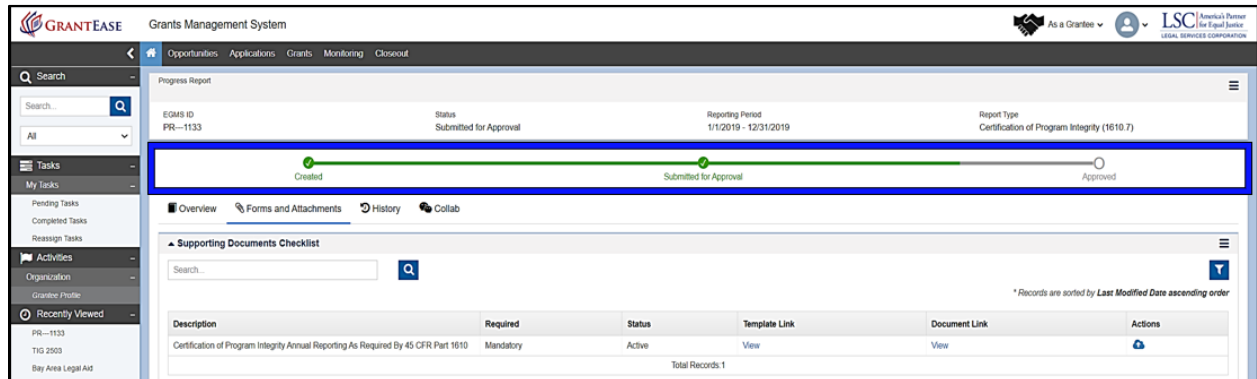 GRANTEASE
Grants Management System
As a Grantee
LSC America's Partner for Equal Justice
LEGAL SERVICES CORPORATION
Opportunities Applications Grants Monitoring Closeout
Search
Search...
All
Tasks
My Tasks
Pending Tasks
Completed Tasks
Reassign Tasks
Activities
Organization
Grantee Profile
Recently Viewed
PR---1133
TIG 2503
Bay Area Legal Aid
Progress Report
EGMS ID Status Reporting Period Report Type
PR---1133 Submitted for Approval 1/1/2019 - 12/31/2019 Certification of Program Integrity (1610.7)
Created Submitted for Approval Approved
Overview Forms and Attachments History Collab
Supporting Documents Checklist
Search...
* Records are sorted by Last Modified Date ascending order
Description Required Status Template Link Document Link Actions
Certification of Program Integrity Annual Reporting As Required By 45 CFR Part 1610 Mandatory Active View View
Total Records:1